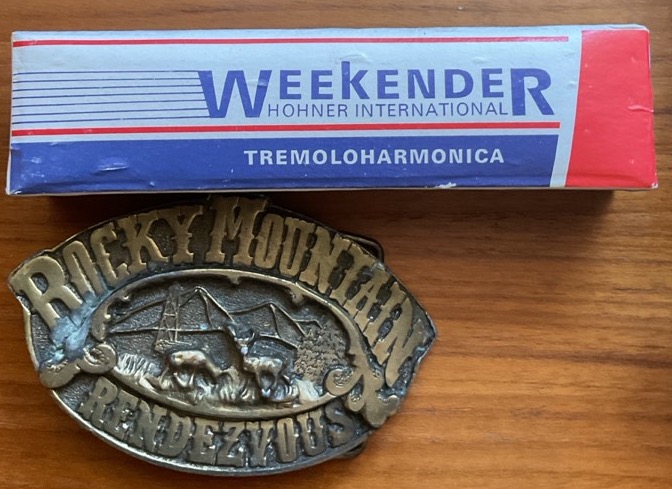 WEEKENDER
HOHNER INTERNATIONAL
TREMOLOHARMONICA
ROCKY MOUNTAIN
RENDEZVOUS